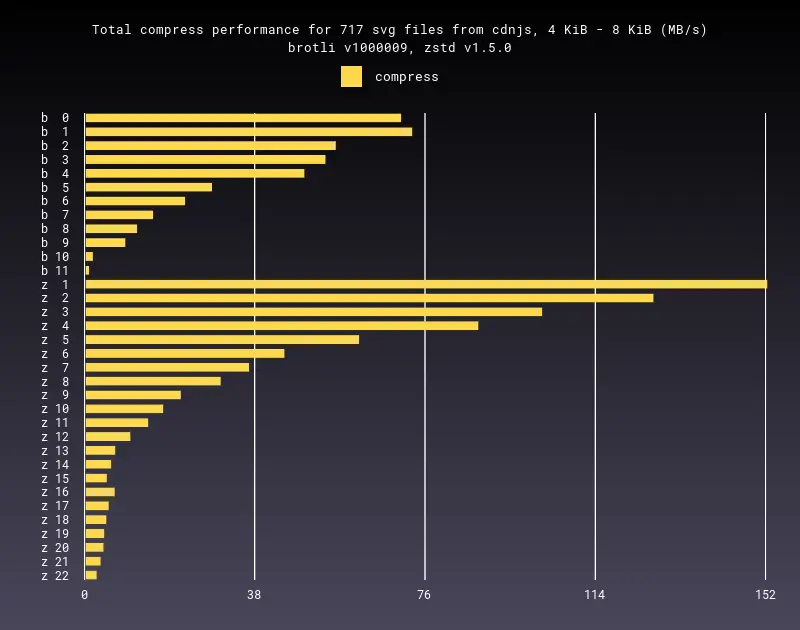 Total compress performance for 717 svg files from cdnjs, 4 KiB - 8 KiB (MB/s)
brotli v1000009, zstd v1.5.0
compress
b 0
b 1
b 2
b 3
b 4
b 5
b 6
b 7
b 8
b 9
b 10
b 11
z 1
z 2
z 3
z 4
z 5
z 6
z 7
z 8
z 9
z 10
z 11
z 12
z 13
z 14
z 15
z 16
z 17
z 18
z 19
z 20
z 21
z 22
0 38 76 114 152